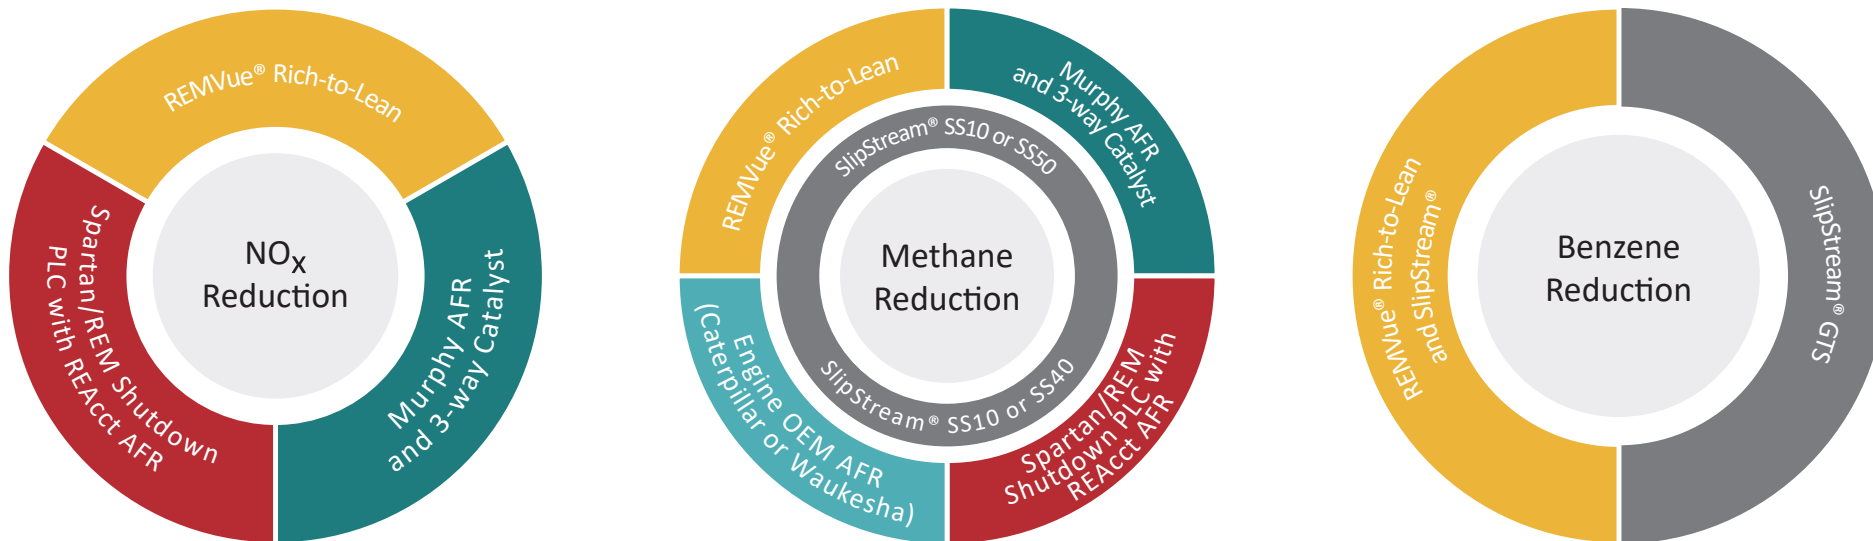 REMVue® Rich-to-Lean
Spartan/REM Shutdown
PLC with REAcct AFR
Murphy AFR
and 3-way Catalyst
NOx
Reduction
REMVue® Rich-to-Lean
Murphy AFR
and 3-way Catalyst
SlipStream® SS10 or SS50
Methane
Reduction
SlipStream® SS10 or SS40
Engine OEM AFR
(Caterpillar or Waukesha)
Spartan/REM
Shutdown PLC with
REAcct AFR
REMVue® Rich-to-Lean
and SlipStream®
Benzene
Reduction
SlipStream® GTS